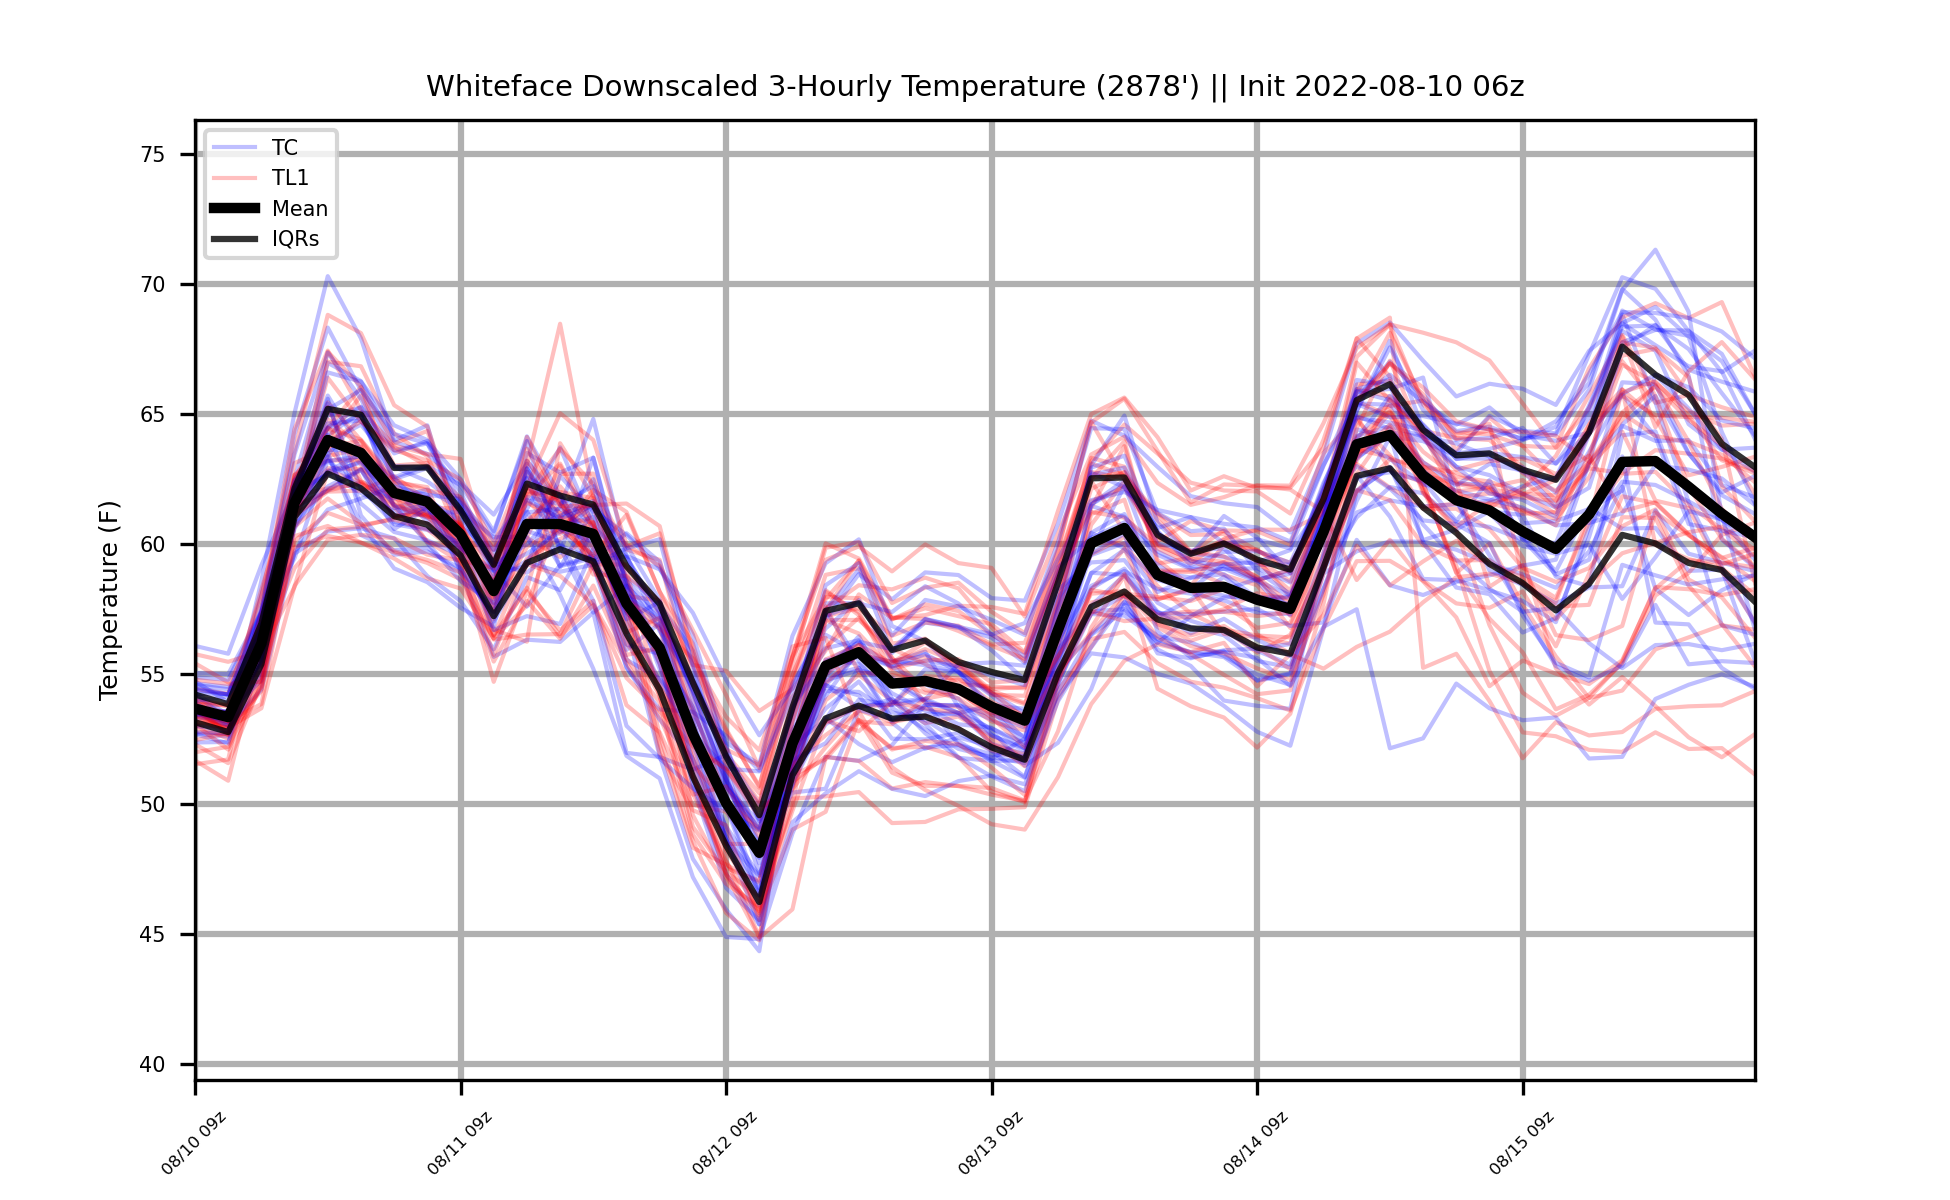 Whiteface Downscaled 3-Hourly Temperature (2878') || Init 2022-08-10 06z
TC
TL1
Mean
IQRs
Temperature (F)
75
70
65
60
55
50
45
40
08/10 09z
08/11 09z
08/12 09z
08/13 09z
08/14 09z
08/15 09z